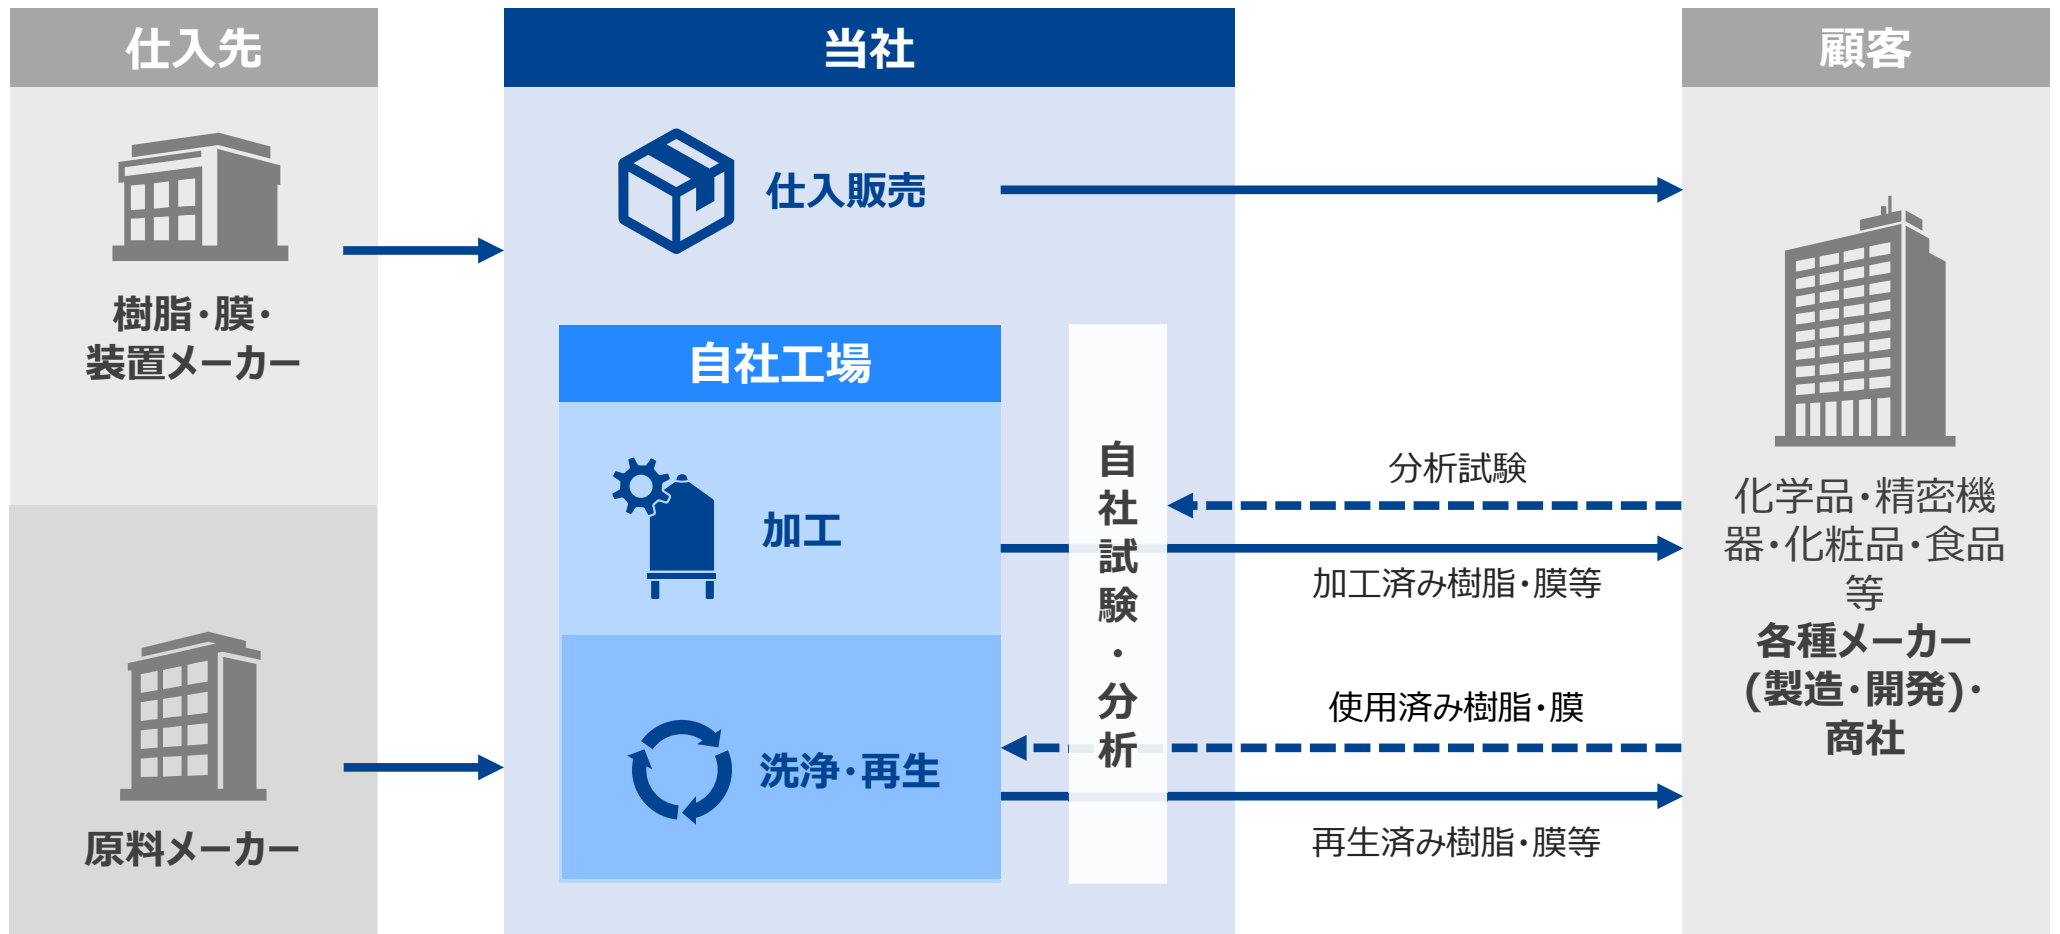 仕入先
樹脂・膜・
装置メーカー
原料メーカー
当社
仕入販売
自社工場
加工
洗浄・再生
自社試験・分析
分析試験
加工済み樹脂・膜等
使用済み樹脂・膜
再生済み樹脂・膜等
顧客
化学品・精密機
器・化粧品・食品
等
各種メーカー
(製造・開発)・
商社